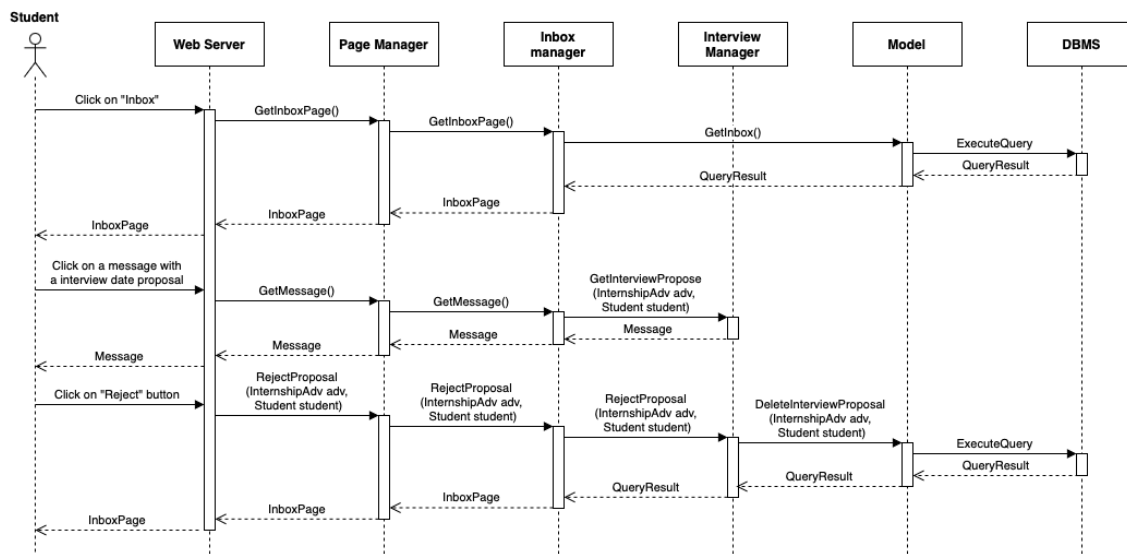 Student
Web Server
Page Manager
Inbox
manager
Interview
Manager
Model
DBMS
Click on "Inbox"
GetInboxPage()
GetInboxPage()
GetInbox()
ExecuteQuery
QueryResult
QueryResult
InboxPage
InboxPage
InboxPage
Click on a message with
a interview date proposal
GetMessage()
GetMessage()
GetInterviewPropose
(InternshipAdv adv,
Student student)
Message
Message
Message
Message
Click on "Reject" button
RejectProposal
(InternshipAdv adv,
Student student)
RejectProposal
(InternshipAdv adv,
Student student)
RejectProposal
(InternshipAdv adv,
Student student)
DeleteInterviewProposal
(InternshipAdv adv,
Student student)
ExecuteQuery
QueryResult
QueryResult
QueryResult
InboxPage
InboxPage
InboxPage